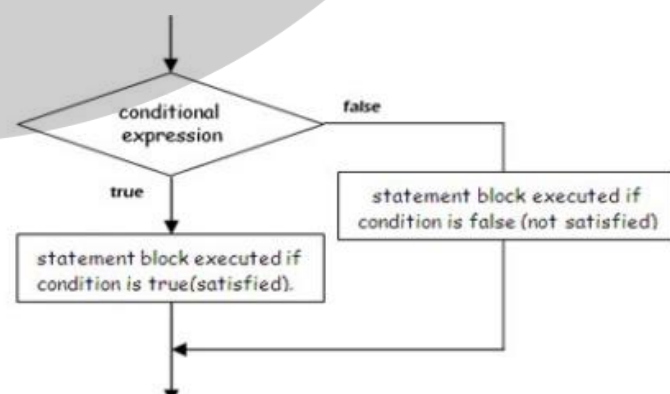 conditional
expression
false
true
statement block executed if
condition is false (not satisfied)
statement block executed if
condition is true(satisfied).